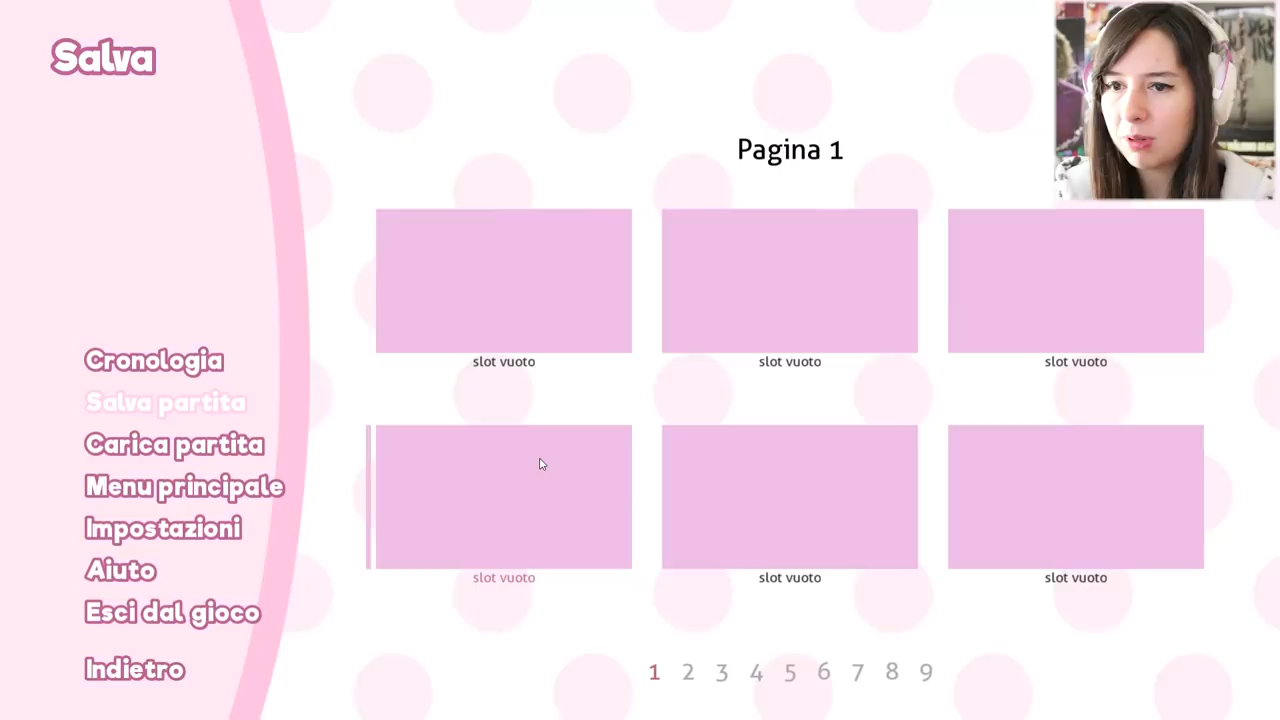 Salva
Pagina 1
slot vuoto
slot vuoto
slot vuoto
Cronologia
Salva partita
Carica partita
Menu principale
Impostazioni
Aiuto
Esci dal gioco
Indietro
slot vuoto
slot vuoto
slot vuoto
1 2 3 4 5 6 7 8 9